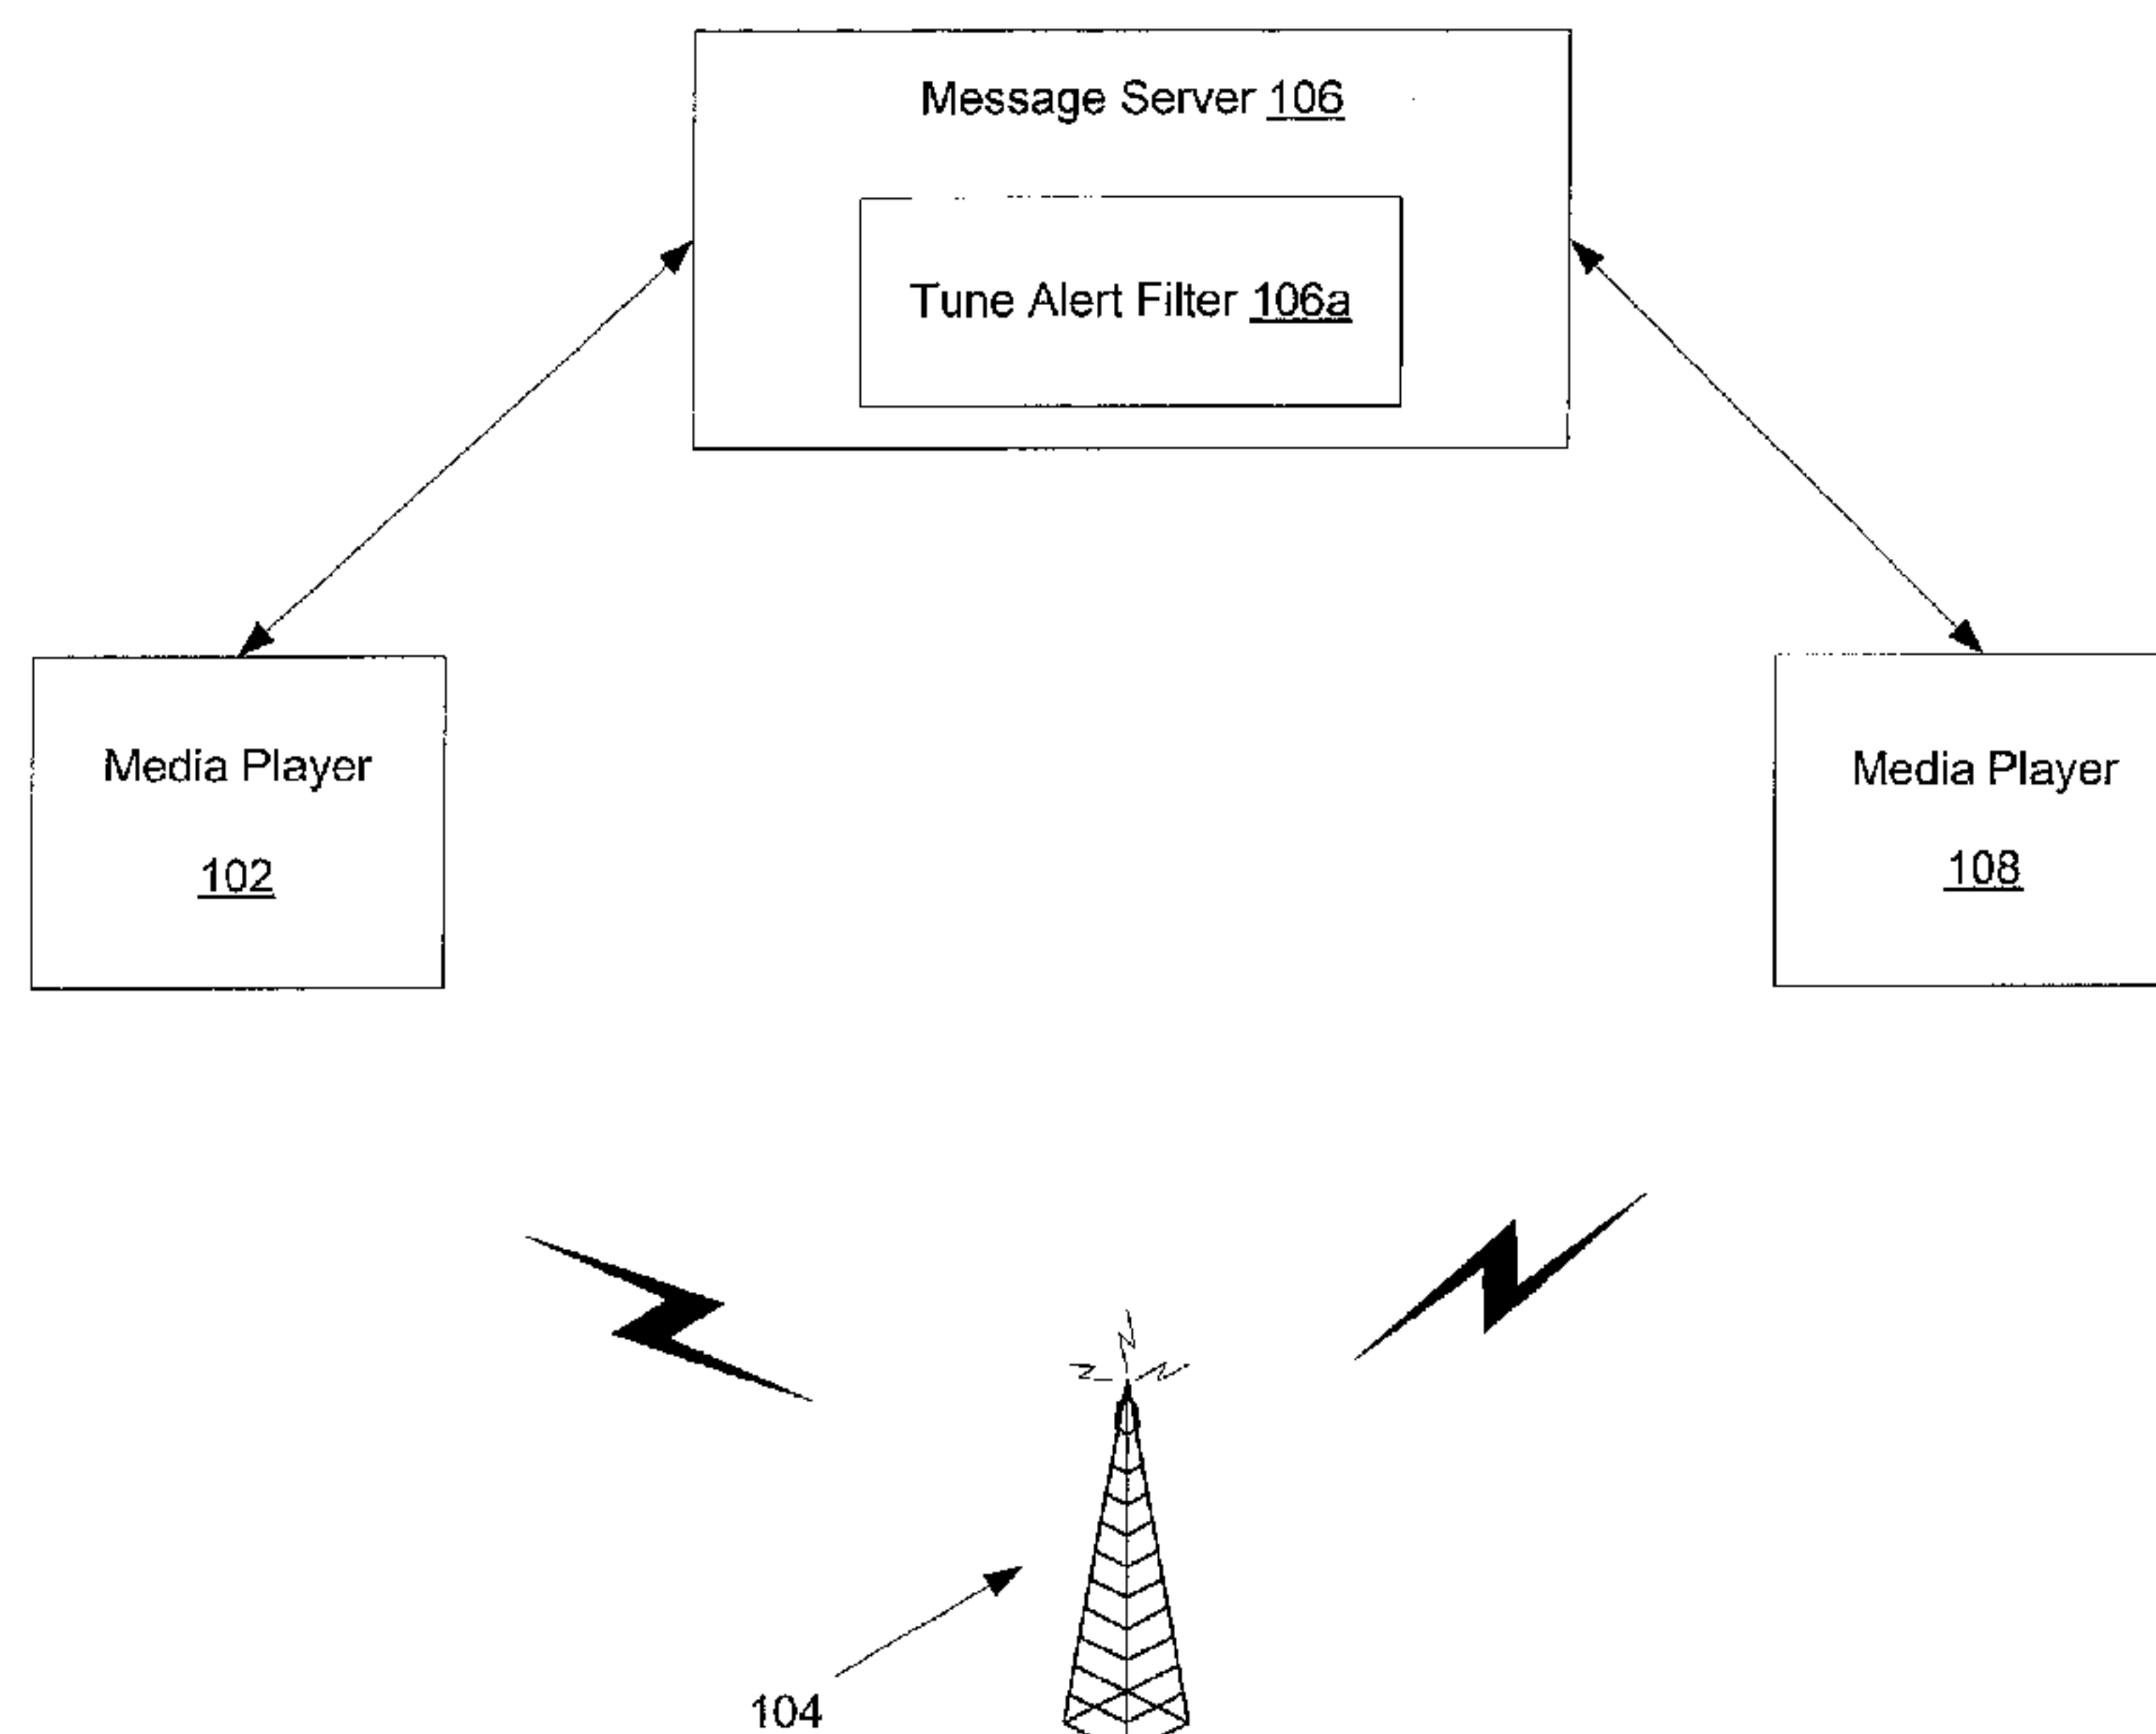 Message Server 106
Tune Alert Filter 106a
Media Player
102
Media Player
108
104